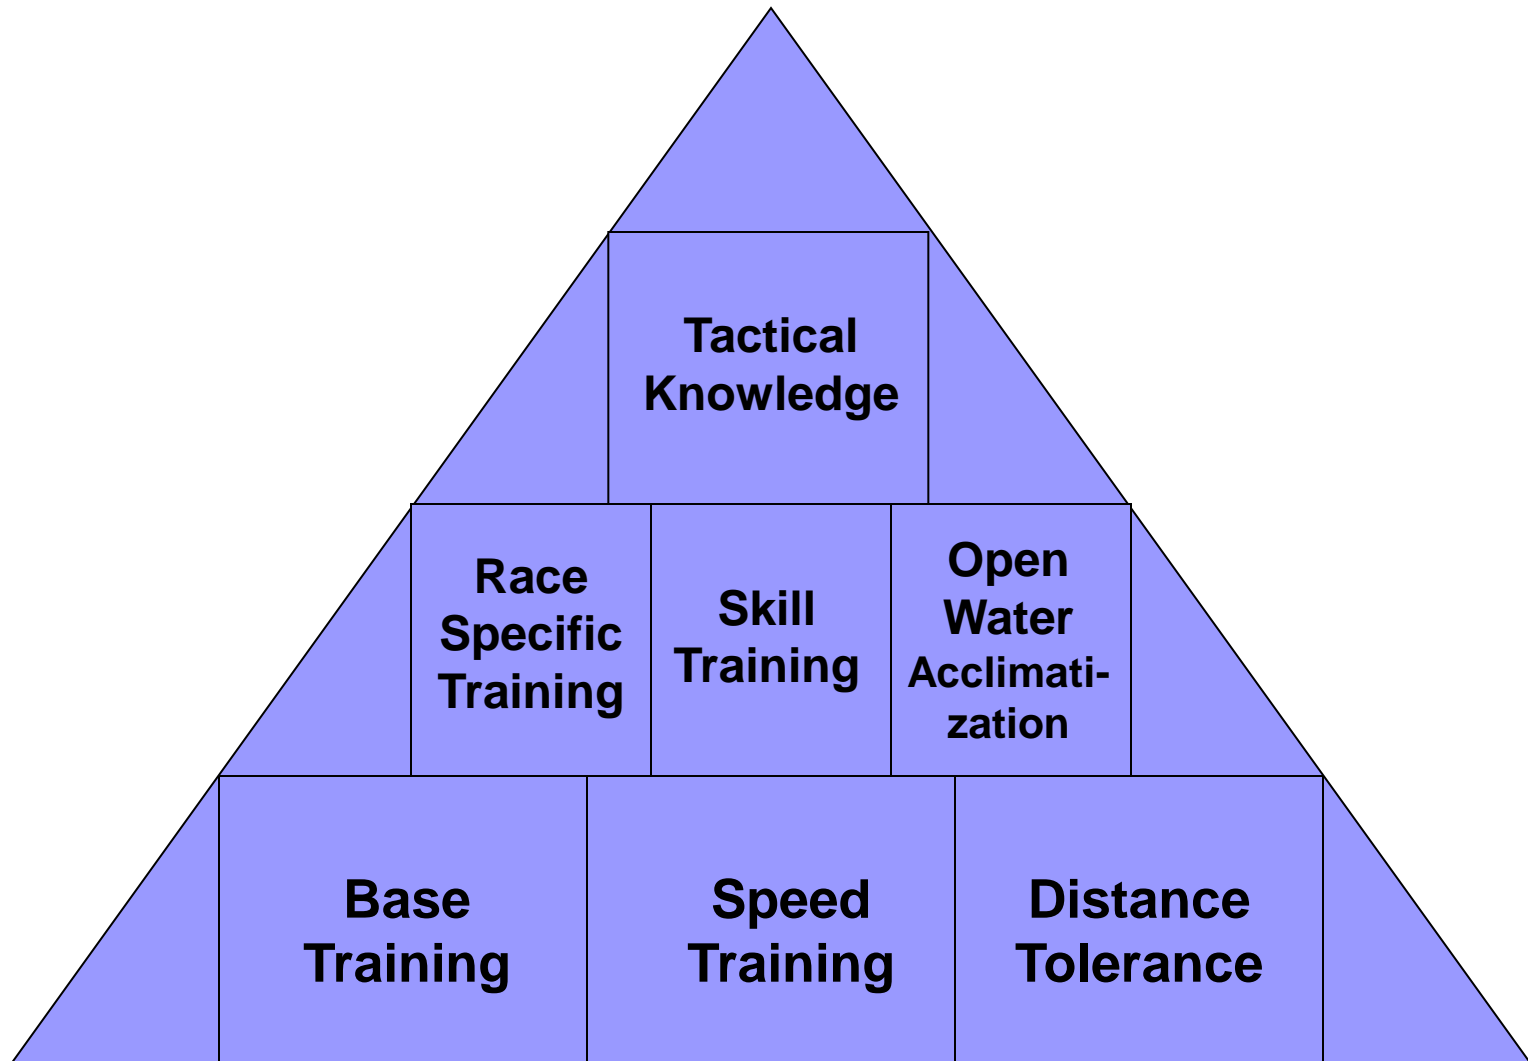 Tactical
Knowledge
Race
Specific
Training
Skill
Training
Open
Water
Acclimati-
zation
Base
Training
Speed
Training
Distance
Tolerance